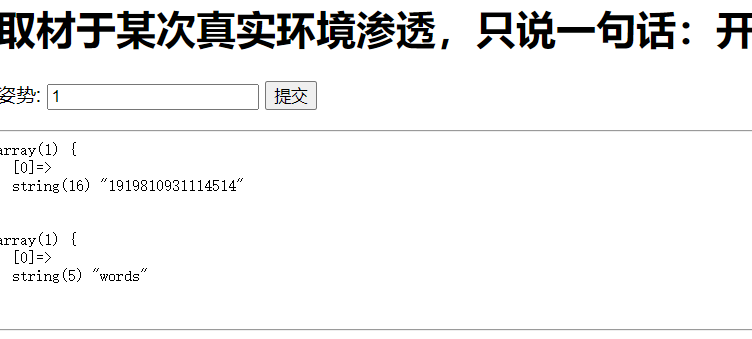 取材于某次真实环境渗透，只说一句话：开
姿势: 1 提交
array(1) {
[0]=>
string(16) "1919810931114514"
array(1) {
[0]=>
string(5) "words"